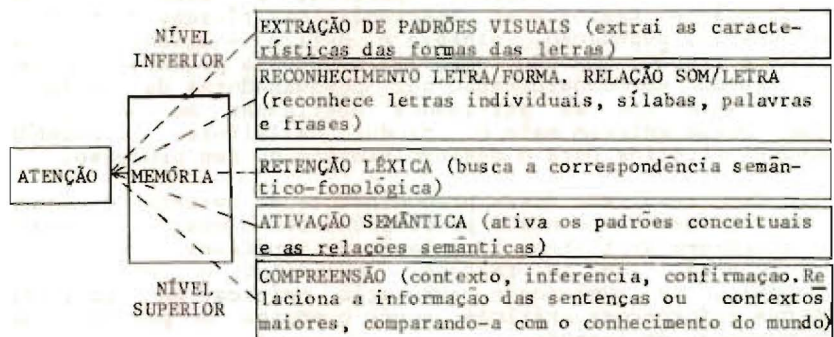 NÍVEL
INFERIOR
ATENÇÃO
MEMÓRIA
NÍVEL
SUPERIOR
EXTRAÇÃO DE PADRÕES VISUAIS (extrai as caracte-
rísticas das formas das letras)
RECONHECIMENTO LETRA/FORMA. RELAÇÃO SOM/LETRA
(reconhece letras individuais, sílabas, palavras
e frases)
RETENÇÃO LÉXICA (busca a correspondência semân-
tico-fonológica)
ATIVAÇÃO SEMÂNTICA (ativa os padrões conceituais
e as relações semânticas)
COMPREENSÃO (contexto, inferência, confirmação.Re
laciona a informação das sentenças ou contextos
maiores, comparando-a com o conhecimento do mundo)